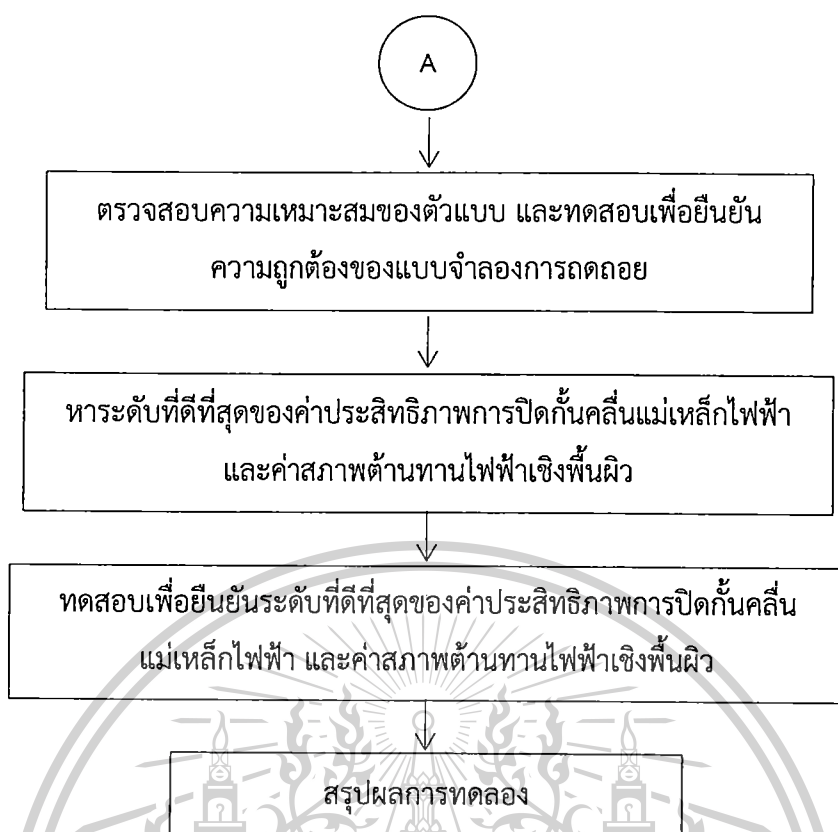 A
ตรวจสอบความเหมาะสมของตัวแบบ และทดสอบเพื่อยืนยัน
ความถูกต้องของแบบจำลองการถดถอย
หาระดับที่ดีที่สุดของค่าประสิทธิภาพการปิดกั้นคลื่นแม่เหล็กไฟฟ้า
และค่าสภาพต้านทานไฟฟ้าเชิงพื้นผิว
ทดสอบเพื่อยืนยันระดับที่ดีที่สุดของค่าประสิทธิภาพการปิดกั้นคลื่น
แม่เหล็กไฟฟ้า และค่าสภาพต้านทานไฟฟ้าเชิงพื้นผิว
สรุปผลการทดลอง